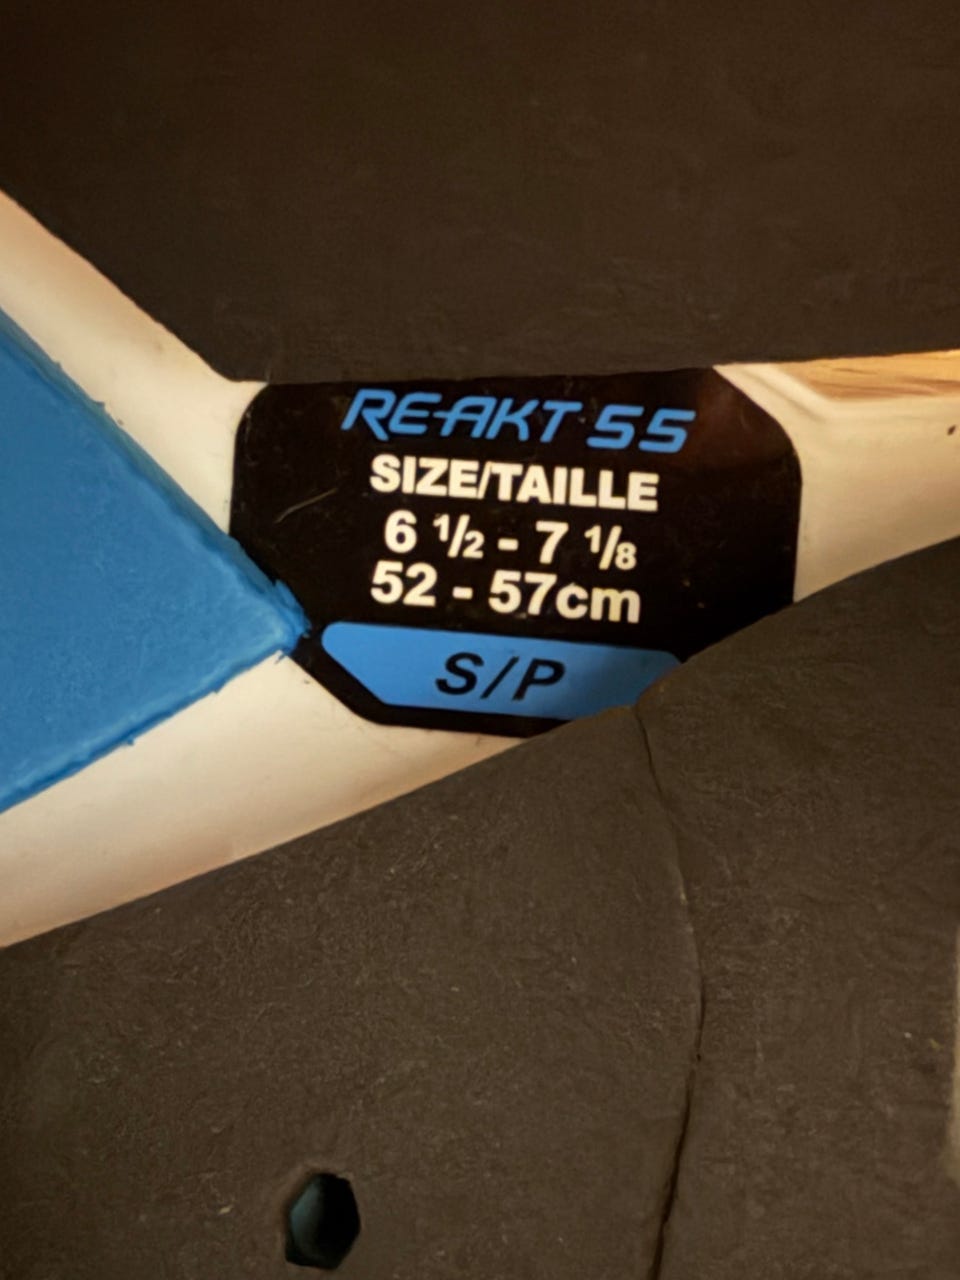 RE-AKT 55
SIZE/TAILLE
6 1/2 - 7 1/8
52 - 57cm
S/P